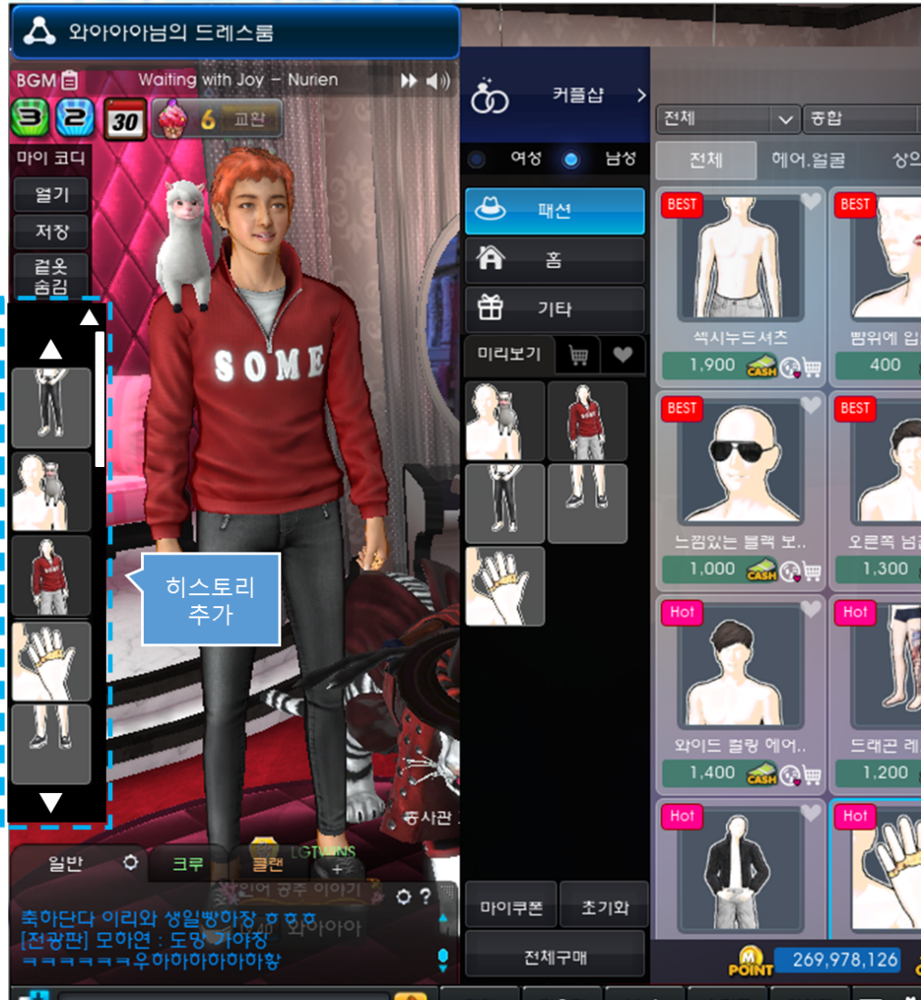 와아아아님의 드레스룸
BGM
Waiting with Joy – Nurien
3
2
30
6
교환
마이 코디
열기
저장
겉옷
숨김
SOME
히스토리
추가
종사관
일반
크루
클랜
+
LGTWINS
인어 공주 이야기
와아아아
?
축하단다 이리와 생일빵하장 ㅎㅎㅎ
[전광판] 모하연 : 도망 가야징
ㅋㅋㅋㅋㅋㅋ우하하하하하하핳
커플샵
여성
남성
패션
홈
기타
미리보기
마이쿠폰
초기화
전체구매
전체
종합
전체
헤어.얼굴
상의
BEST
섹시누드셔츠
1,900
CASH
BEST
뺨위에 입
400
BEST
느낌있는 블랙 보..
1,000
CASH
BEST
오른쪽 넘
1,300
Hot
와이드 컬링 헤어..
1,400
CASH
Hot
드래곤 레
1,200
Hot
Hot
M
POINT
269,978,126